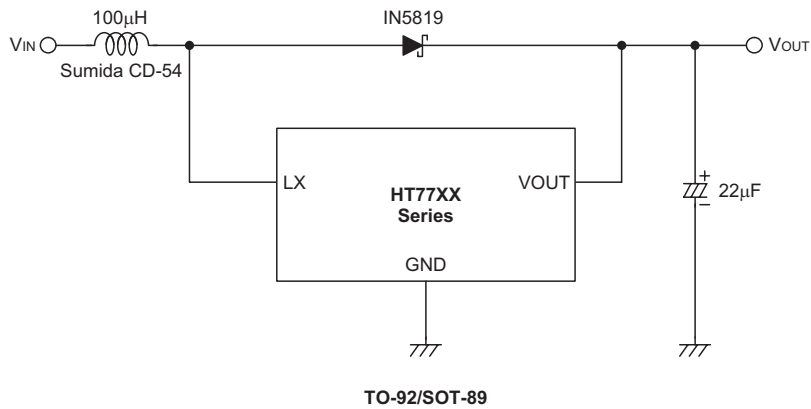 100μH
IN5819
VIN
VOUT
Sumida CD-54
LX
VOUT
HT77XX
Series
+
22μF
−
GND
TO-92/SOT-89